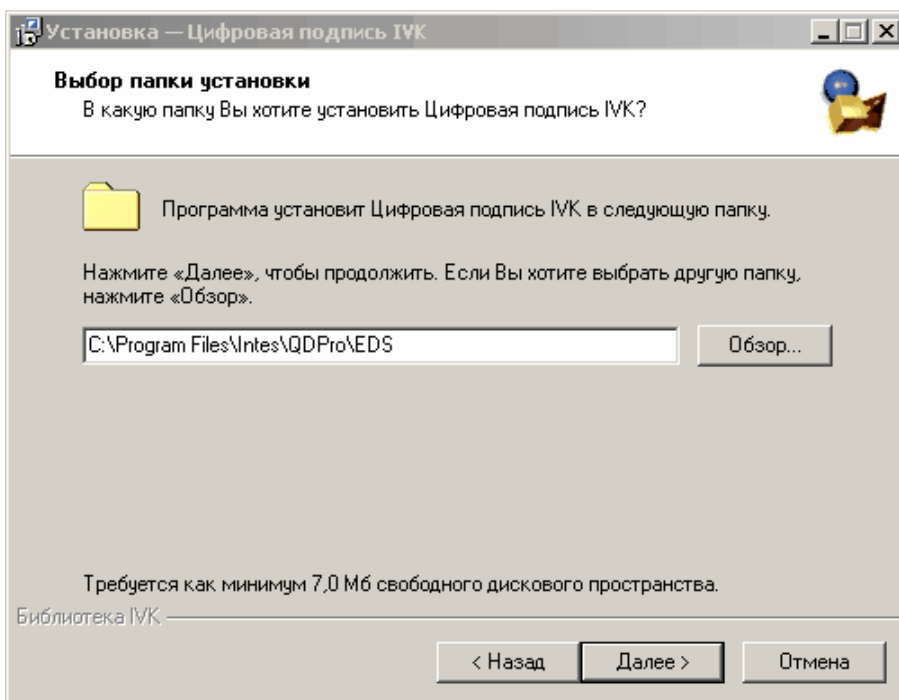 Установка — Цифровая подпись IVK
Выбор папки установки
В какую папку Вы хотите установить Цифровая подпись IVK?
Программа установит Цифровая подпись IVK в следующую папку.
Нажмите «Далее», чтобы продолжить. Если Вы хотите выбрать другую папку,
нажмите «Обзор».
C:\Program Files\Intes\QDPro\EDS
Обзор...
Требуется как минимум 7,0 Мб свободного дискового пространства.
Библиотека IVK
< Назад
Далее >
Отмена